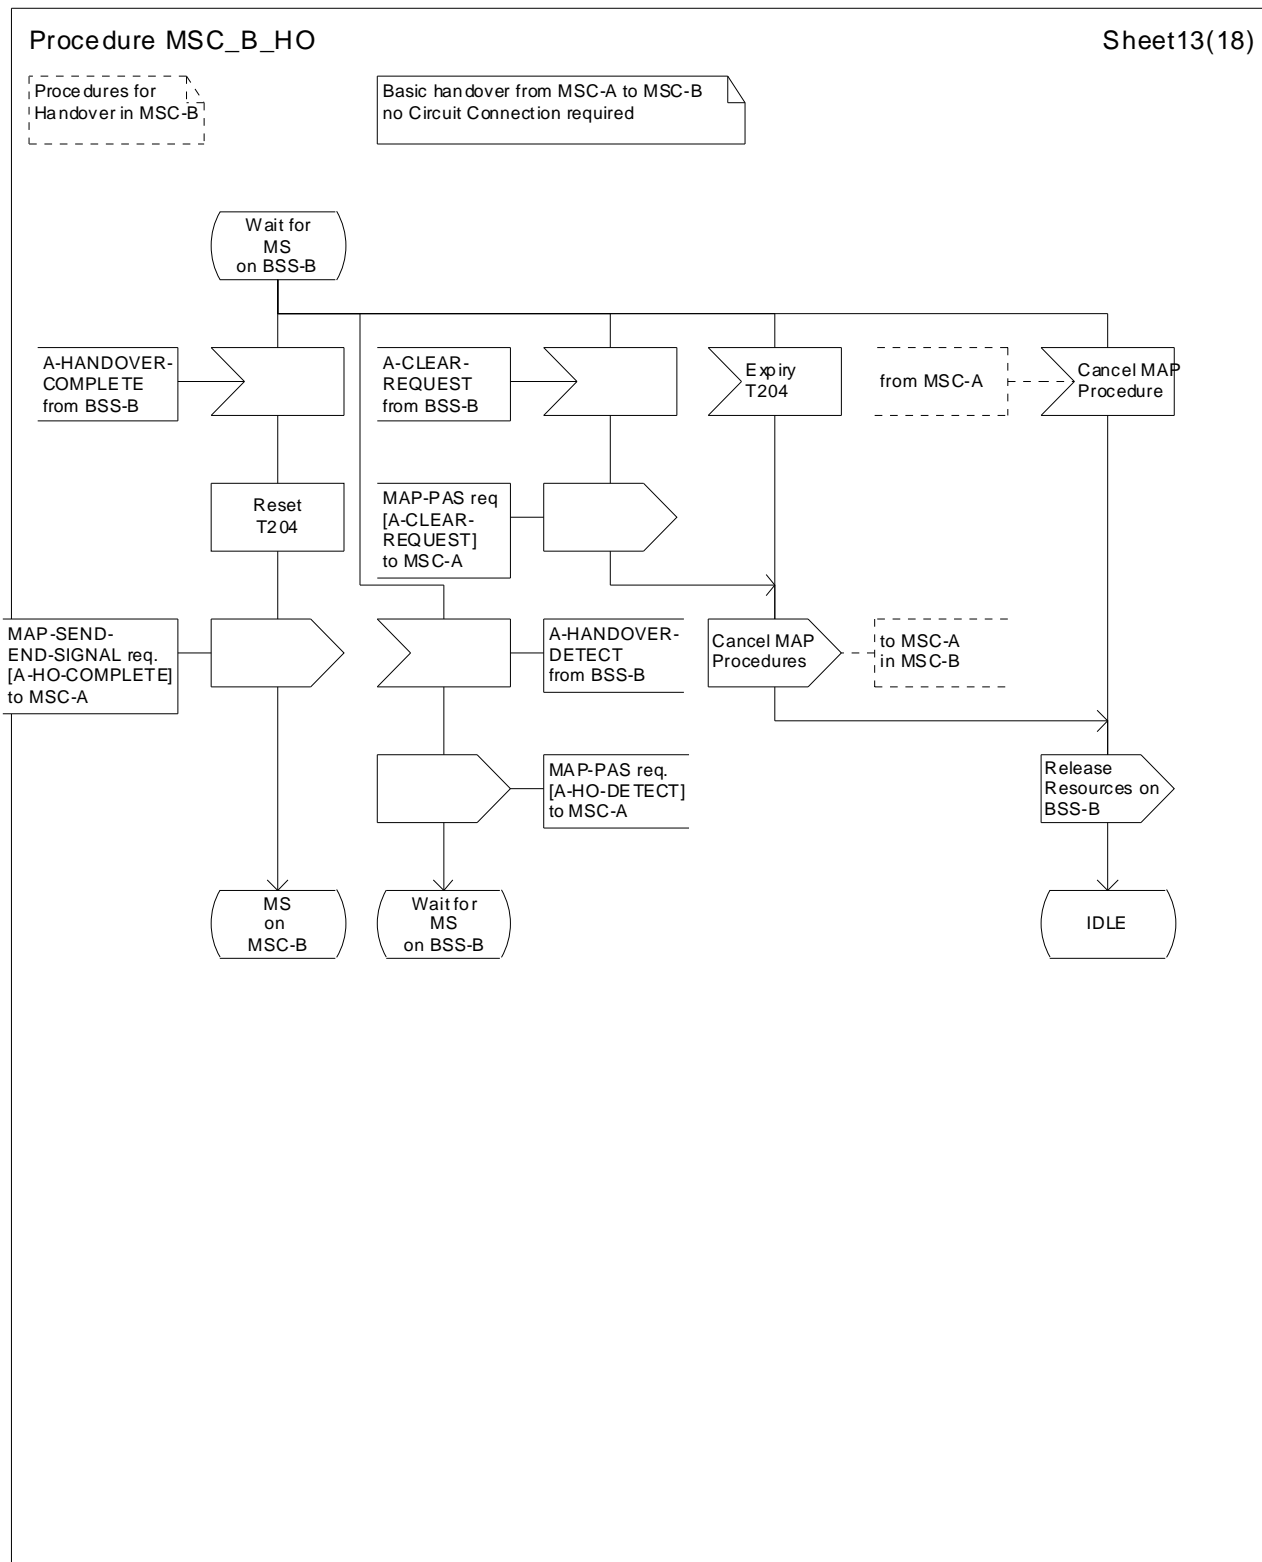 Procedure MSC_B_HO
Sheet13(18)
Procedures for
Handover in MSC-B
Basic handover from MSC-A to MSC-B
no Circuit Connection required
Wait for
MS
on BSS-B
A-HANDOVER-
COMPLETE
from BSS-B
A-CLEAR-
REQUEST
from BSS-B
Expiry
T204
from MSC-A
Cancel MAP
Procedure
Reset
T204
MAP-PAS req
[A-CLEAR-
REQUEST]
to MSC-A
MAP-SEND-
END-SIGNAL req.
[A-HO-COMPLETE]
to MSC-A
A-HANDOVER-
DETECT
from BSS-B
Cancel MAP
Procedures
to MSC-A
in MSC-B
MAP-PAS req.
[A-HO-DETECT]
to MSC-A
Release
Resources on
BSS-B
MS
on
MSC-B
Wait for
MS
on BSS-B
IDLE